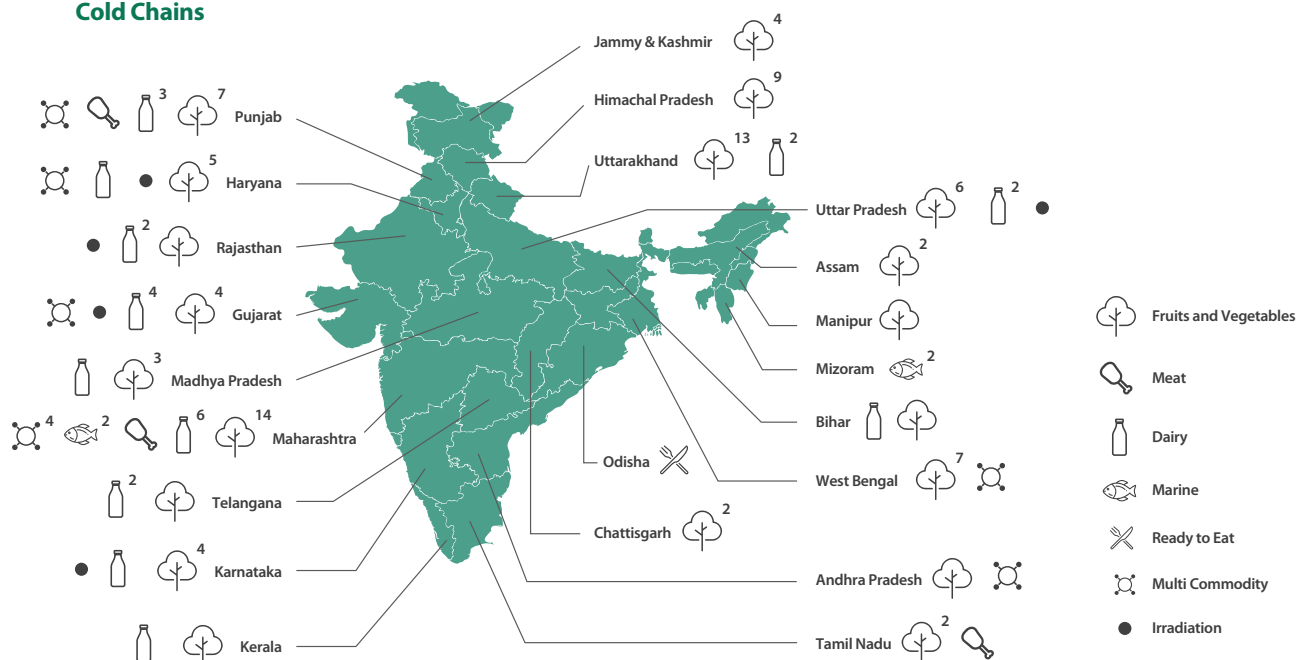 Cold Chains
Jammy & Kashmir 4
Himachal Pradesh 9
Uttarakhand 13 2
3 7 Punjab
5 Haryana
2 Rajasthan
4 4 Gujarat
3 Madhya Pradesh
4 2 6 14 Maharashtra
2 Telangana
4 Karnataka
Kerala
Uttar Pradesh 6 2
Assam 2
Manipur
Mizoram 2
Bihar
West Bengal 7
Odisha
Chattisgarh 2
Andhra Pradesh
Tamil Nadu 2
Fruits and Vegetables
Meat
Dairy
Marine
Ready to Eat
Multi Commodity
Irradiation